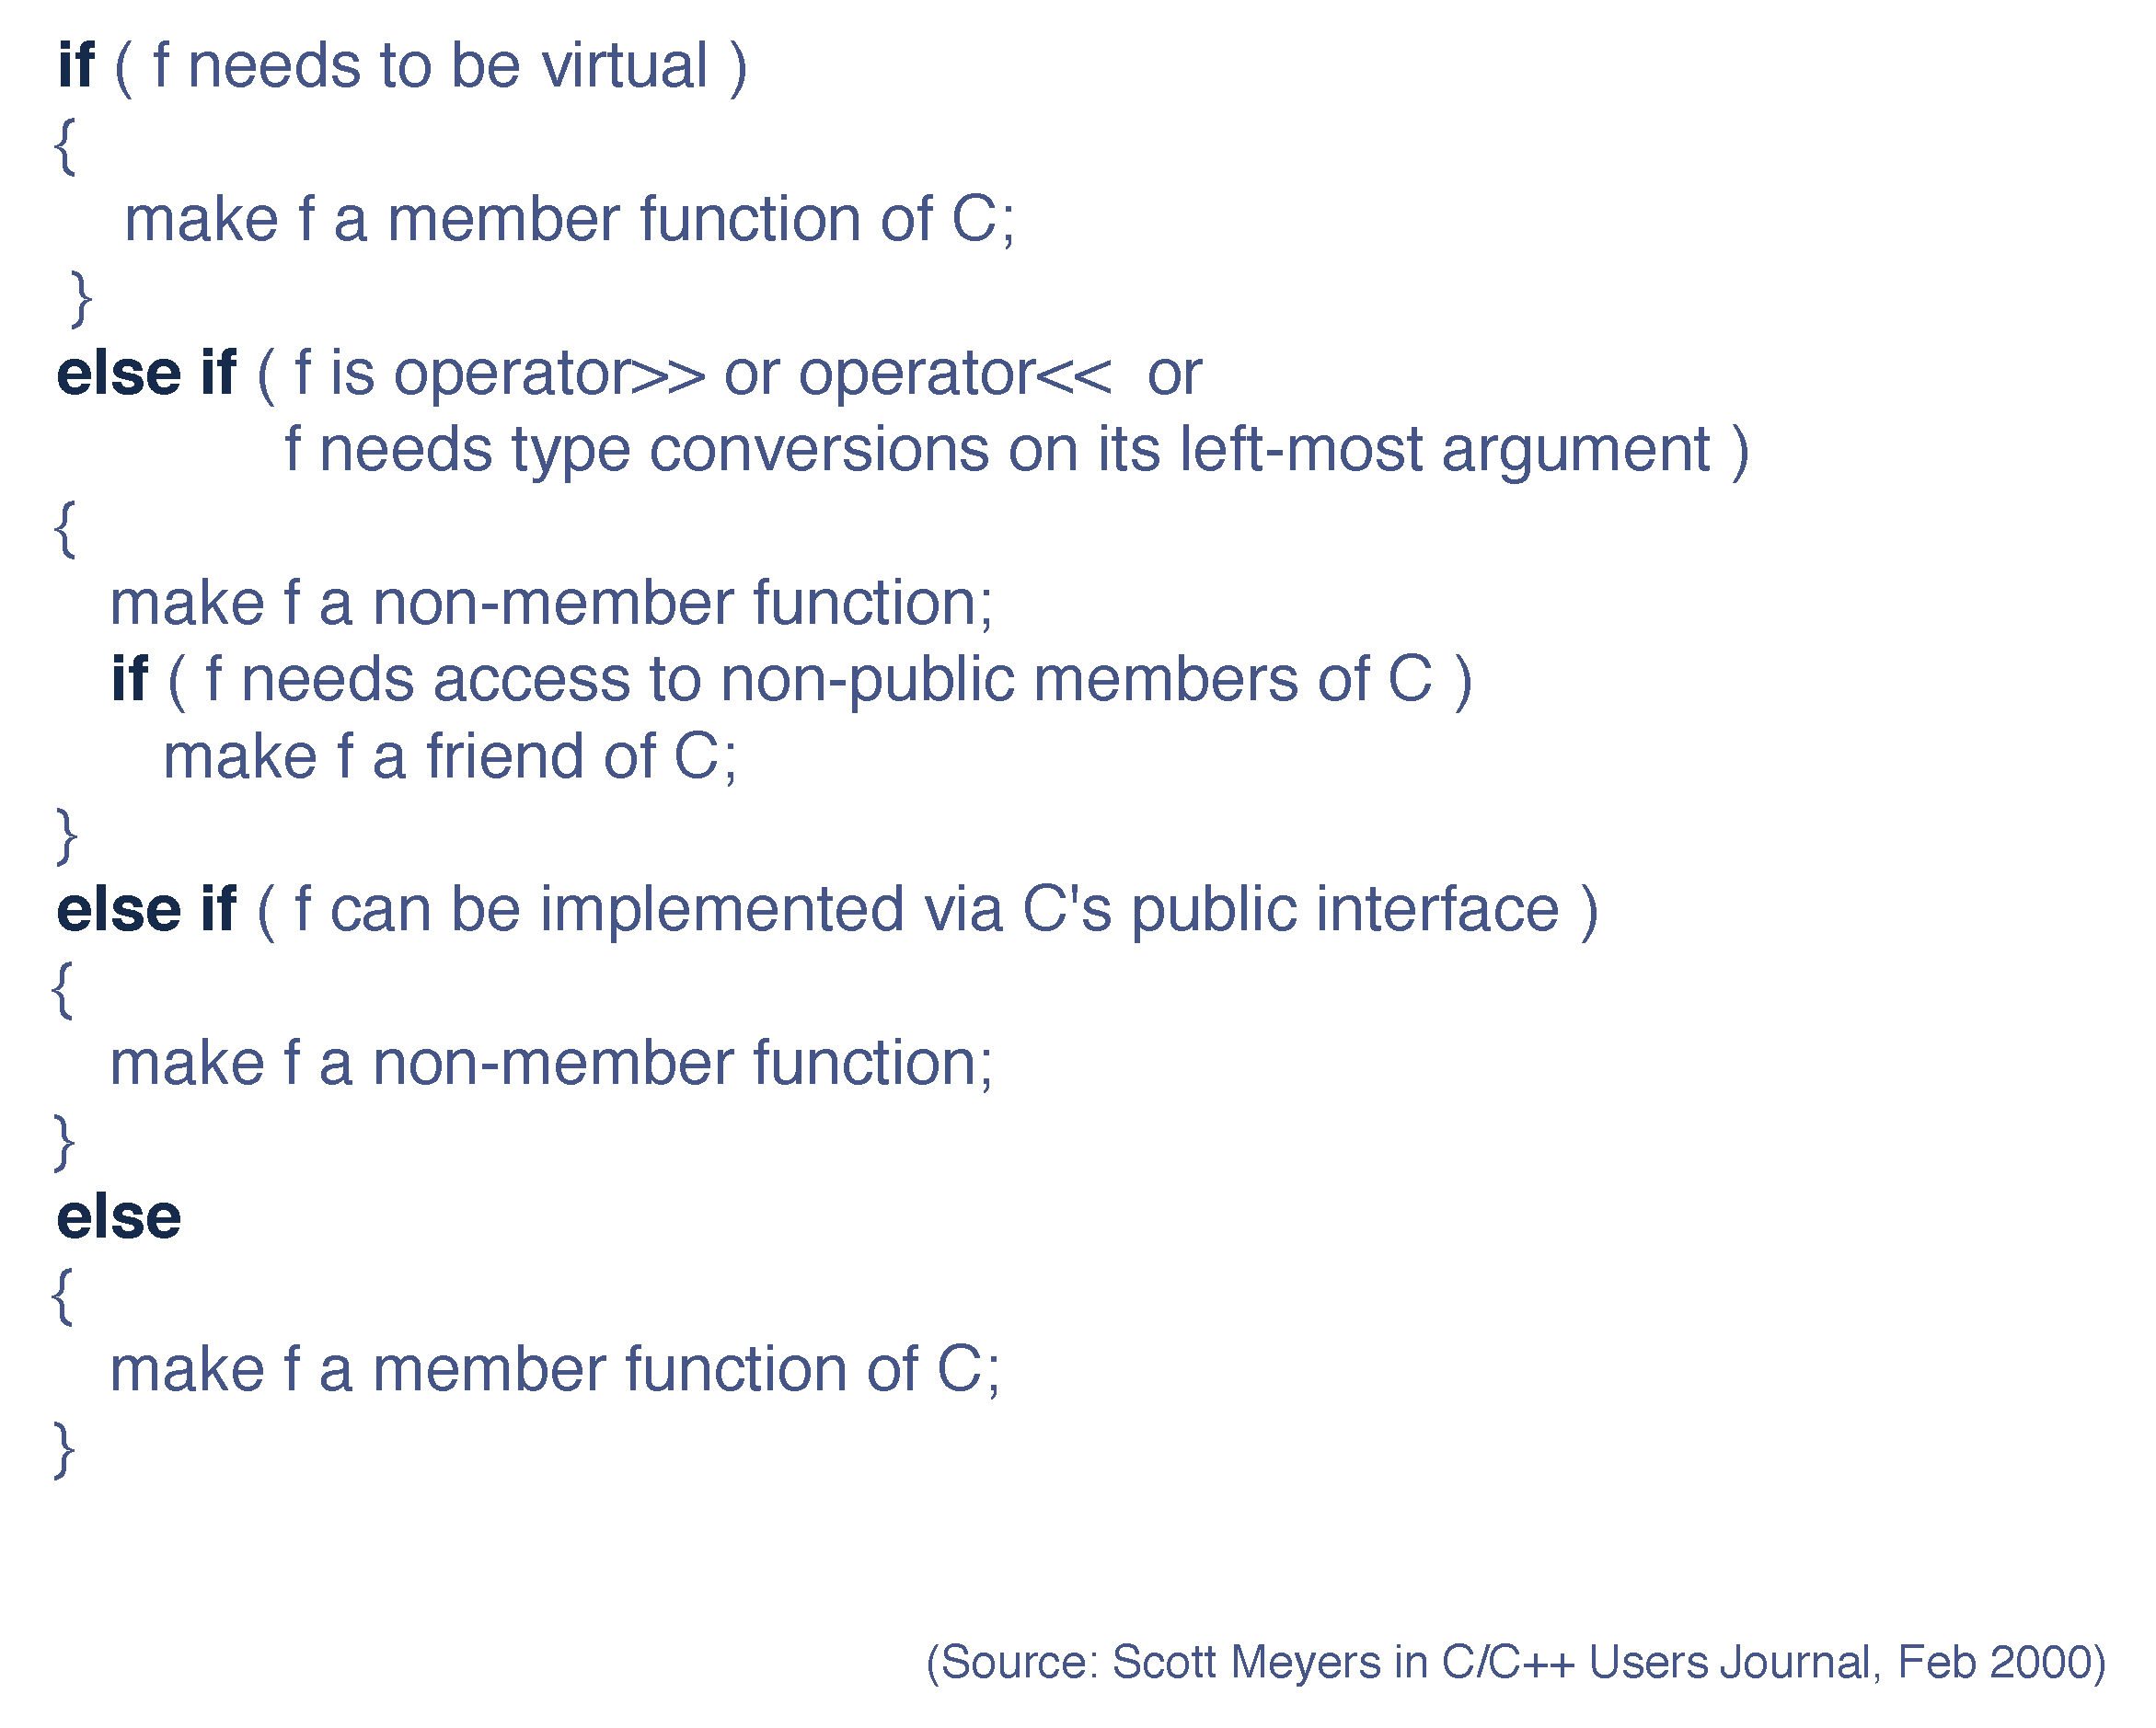 if ( f needs to be virtual )
{
make f a member function of C;
}
else if ( f is operator>> or operator<< or
f needs type conversions on its left-most argument )
{
make f a non-member function;
if ( f needs access to non-public members of C )
make f a friend of C;
}
else if ( f can be implemented via C's public interface )
{
make f a non-member function;
}
else
{
make f a member function of C;
}
(Source: Scott Meyers in C/C++ Users Journal, Feb 2000)